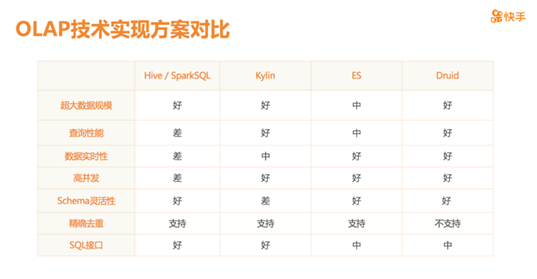 OLAP技术实现方案对比
快手
Hive / SparkSQL Kylin ES Druid
超大数据规模 好 好 中 好
查询性能 差 好 中 好
数据实时性 差 中 好 好
高并发 差 好 好 好
Schema灵活性 好 差 好 好
精确去重 支持 支持 支持 不支持
SQL接口 好 好 中 中